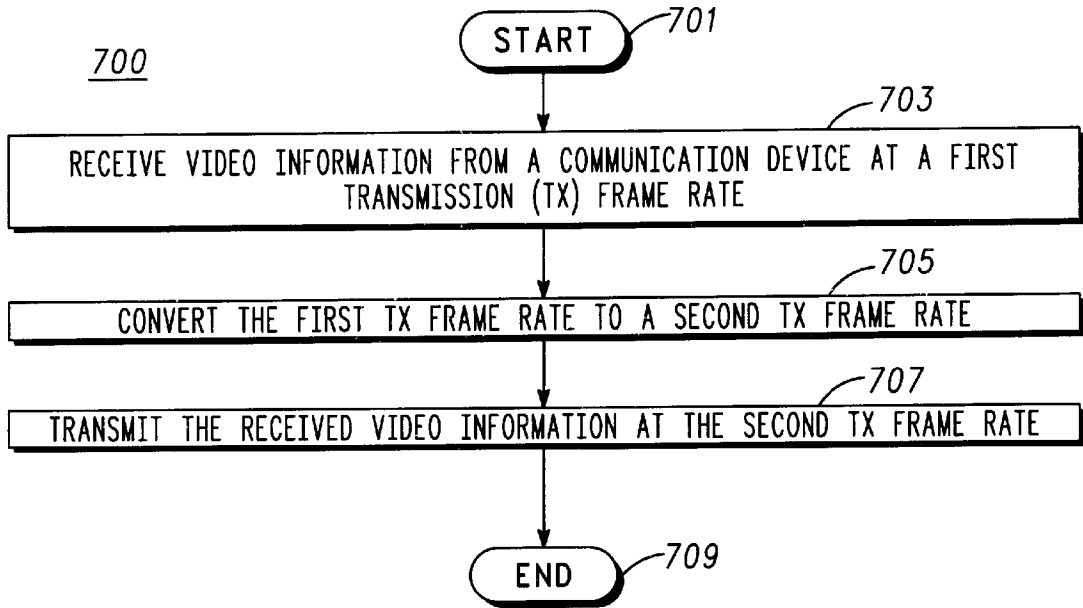 701
START
700
703
RECEIVE VIDEO INFORMATION FROM A COMMUNICATION DEVICE AT A FIRST
TRANSMISSION (TX) FRAME RATE
705
CONVERT THE FIRST TX FRAME RATE TO A SECOND TX FRAME RATE
707
TRANSMIT THE RECEIVED VIDEO INFORMATION AT THE SECOND TX FRAME RATE
709
END